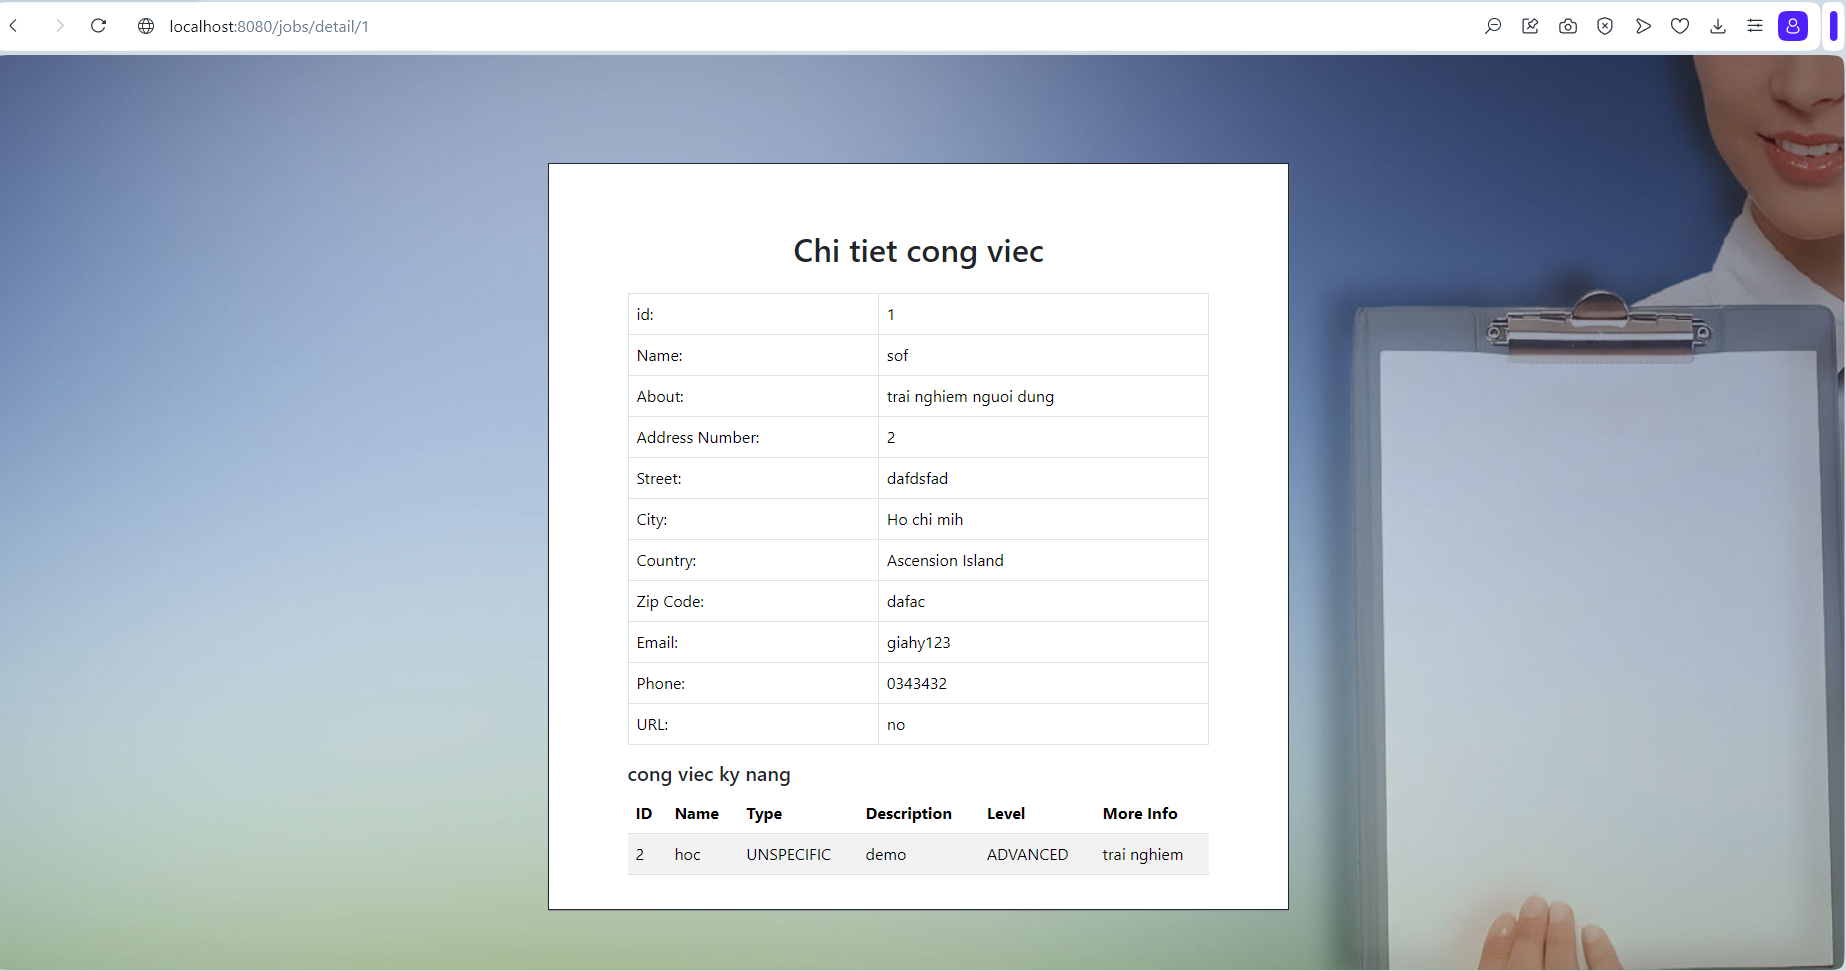 localhost:8080/jobs/detail/1
Chi tiet cong viec
id: 1
Name: sof
About: trai nghiem nguoi dung
Address Number: 2
Street: dafdsfad
City: Ho chi mih
Country: Ascension Island
Zip Code: dafac
Email: giahy123
Phone: 0343432
URL: no
cong viec ky nang
ID Name Type Description Level More Info
2 hoc UNSPECIFIC demo ADVANCED trai nghiem